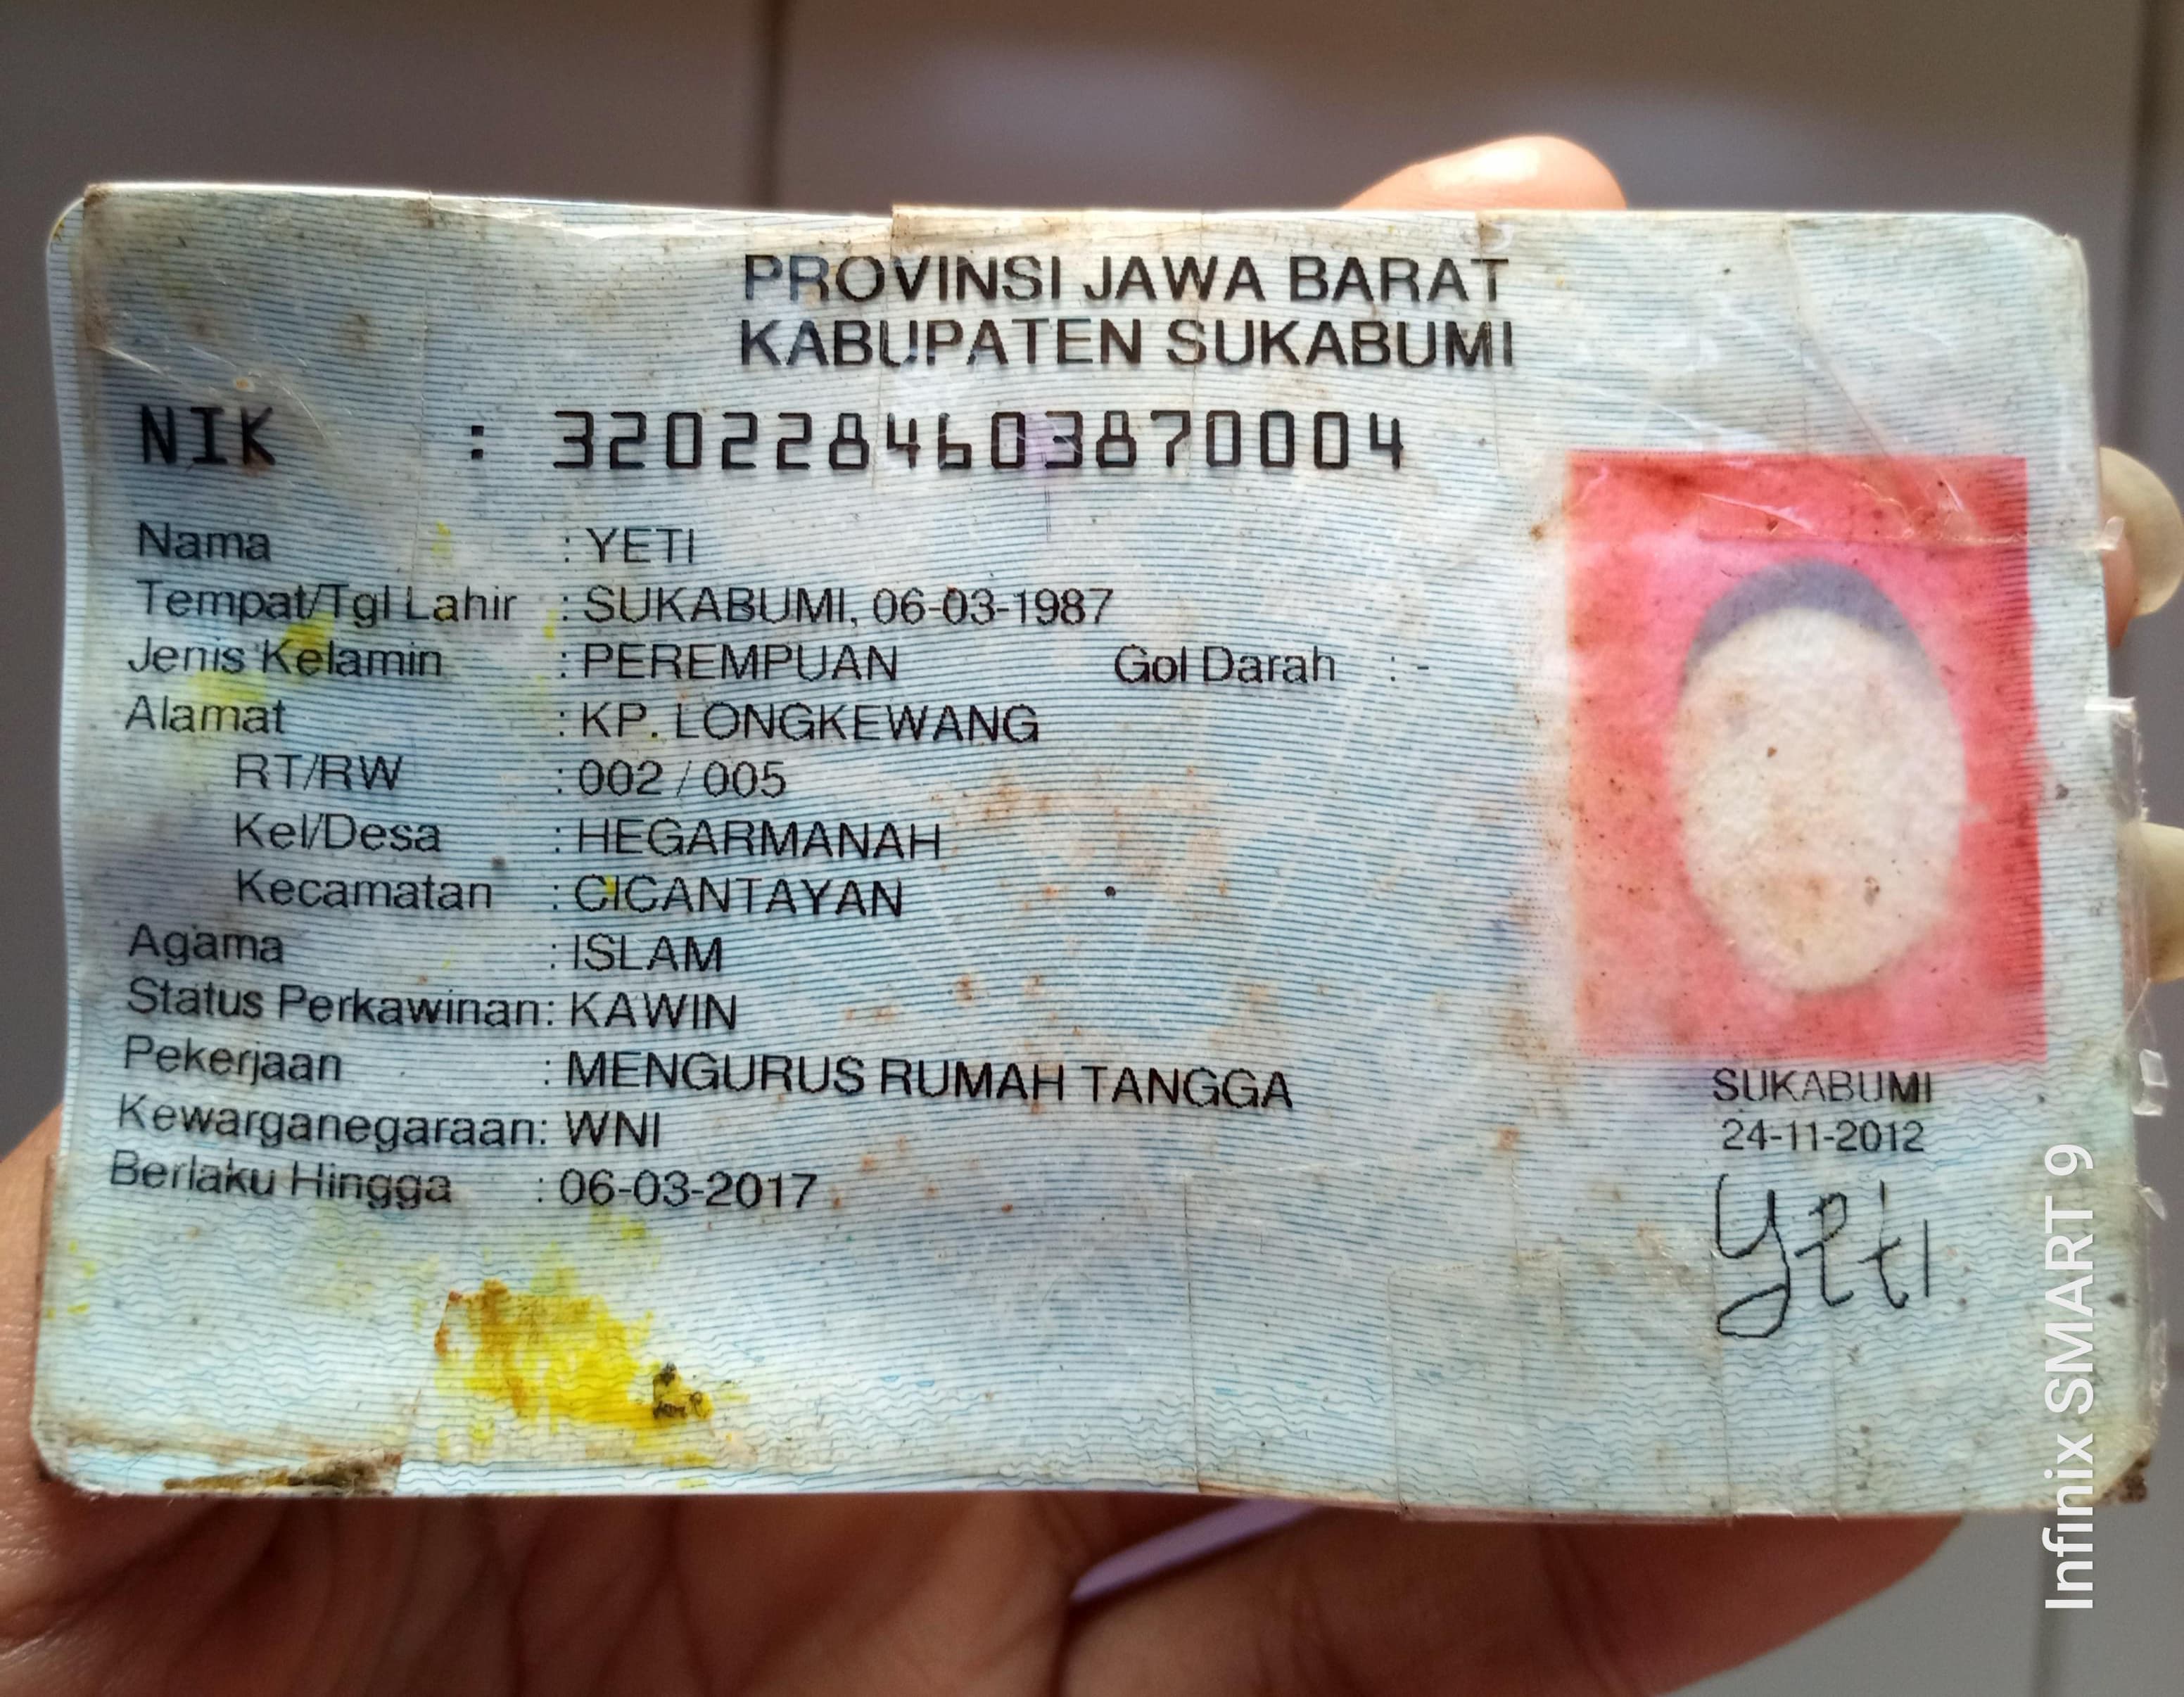 PROVINSI JAWA BARAT
KABUPATEN SUKABUMI
NIK : 3202284603870004
Nama : YETI
Tempat/Tgl Lahir : SUKABUMI, 06-03-1987
Jenis Kelamin : PEREMPUAN Gol Darah : -
Alamat : KP. LONGKEWANG
RT/RW : 002 / 005
Kel/Desa : HEGARMANAH
Kecamatan : CICANTAYAN
Agama : ISLAM
Status Perkawinan: KAWIN
Pekerjaan : MENGURUS RUMAH TANGGA
Kewarganegaraan: WNI
Berlaku Hingga : 06-03-2017
SUKABUMI
24-11-2012
Yeti
Infinix SMART 9